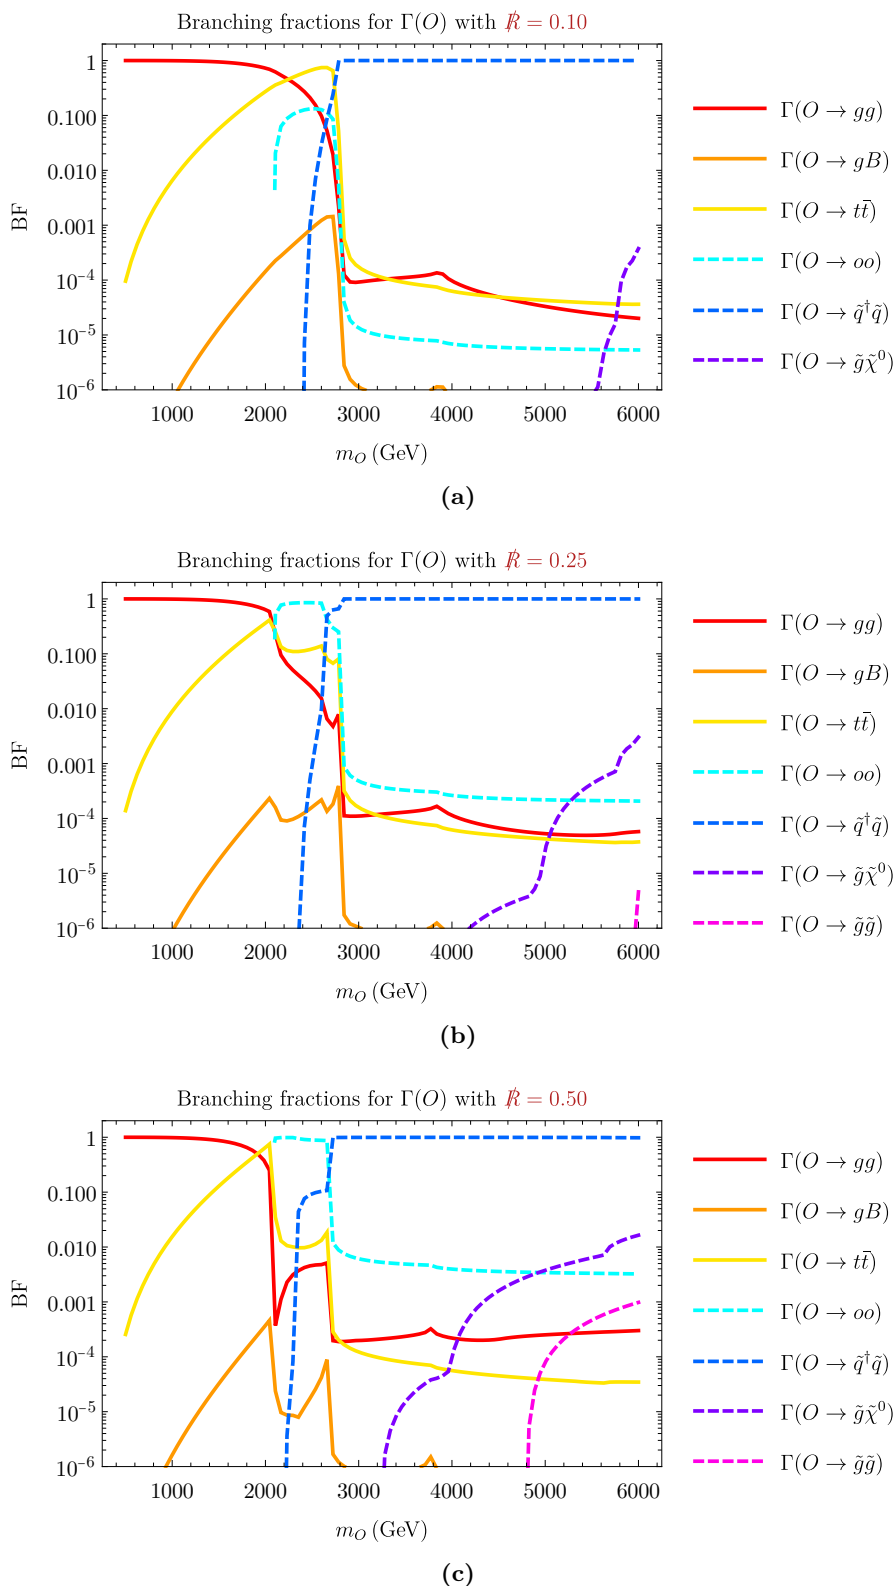 Branching fractions for Γ(O) with R̸ = 0.10
BF
1
0.100
0.010
0.001
10⁻⁴
10⁻⁵
10⁻⁶
1000 2000 3000 4000 5000 6000
m_O (GeV)
Γ(O → gg)
Γ(O → gB)
Γ(O → tt̄)
Γ(O → oo)
Γ(O → q̃†q̃)
Γ(O → g̃χ̃⁰)
(a)
Branching fractions for Γ(O) with R̸ = 0.25
BF
1
0.100
0.010
0.001
10⁻⁴
10⁻⁵
10⁻⁶
1000 2000 3000 4000 5000 6000
m_O (GeV)
Γ(O → gg)
Γ(O → gB)
Γ(O → tt̄)
Γ(O → oo)
Γ(O → q̃†q̃)
Γ(O → g̃χ̃⁰)
Γ(O → g̃g̃)
(b)
Branching fractions for Γ(O) with R̸ = 0.50
BF
1
0.100
0.010
0.001
10⁻⁴
10⁻⁵
10⁻⁶
1000 2000 3000 4000 5000 6000
m_O (GeV)
Γ(O → gg)
Γ(O → gB)
Γ(O → tt̄)
Γ(O → oo)
Γ(O → q̃†q̃)
Γ(O → g̃χ̃⁰)
Γ(O → g̃g̃)
(c)